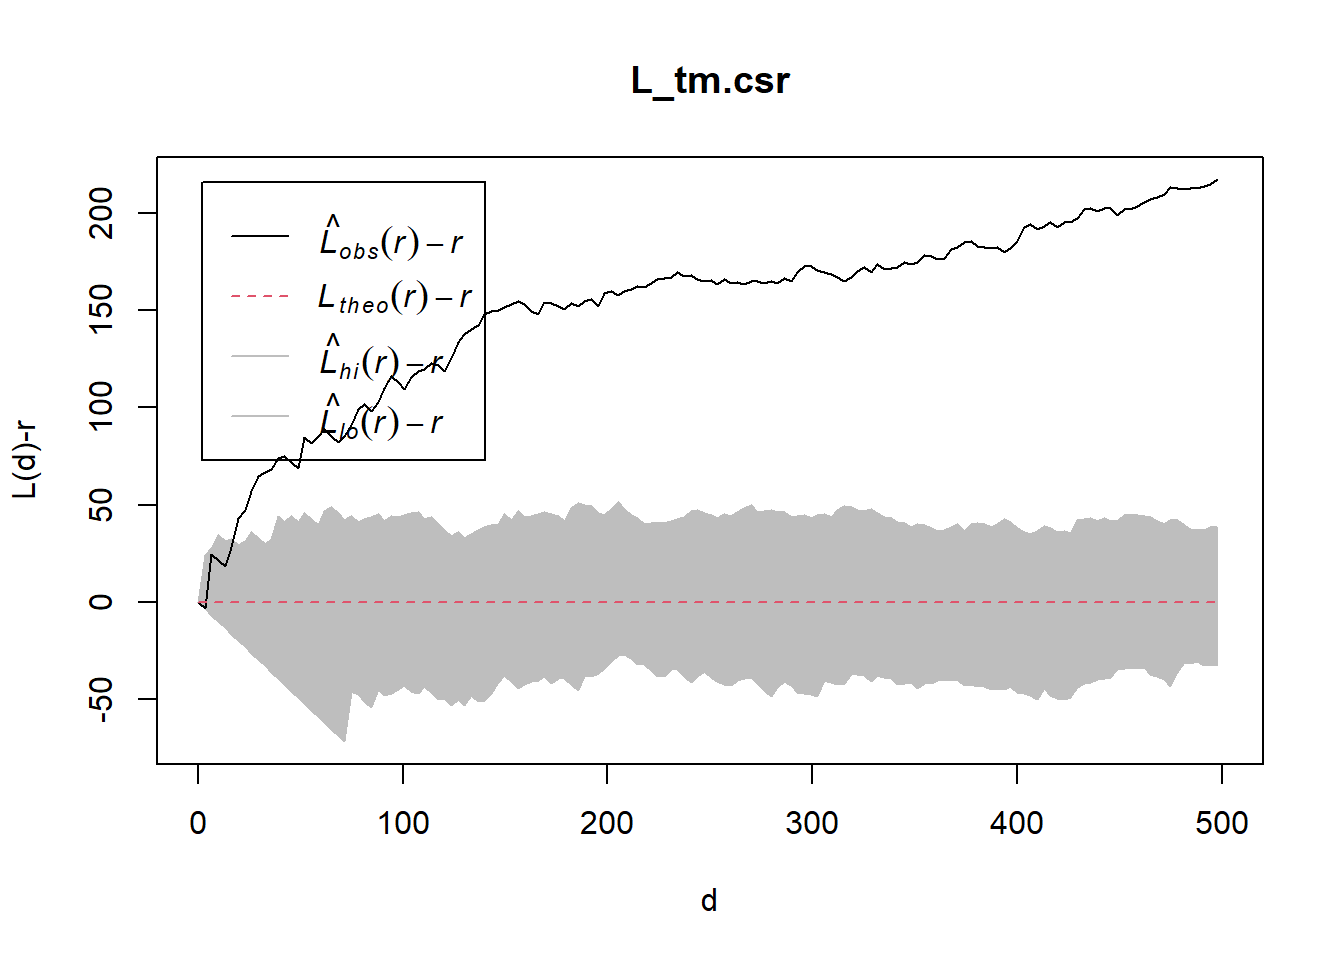 L_tm.csr
L(d)-r
200
150
100
50
0
-50
L̂obs(r) − r
Ltheo(r) − r
L̂hi(r) − r
L̂lo(r) − r
0 100 200 300 400 500
d